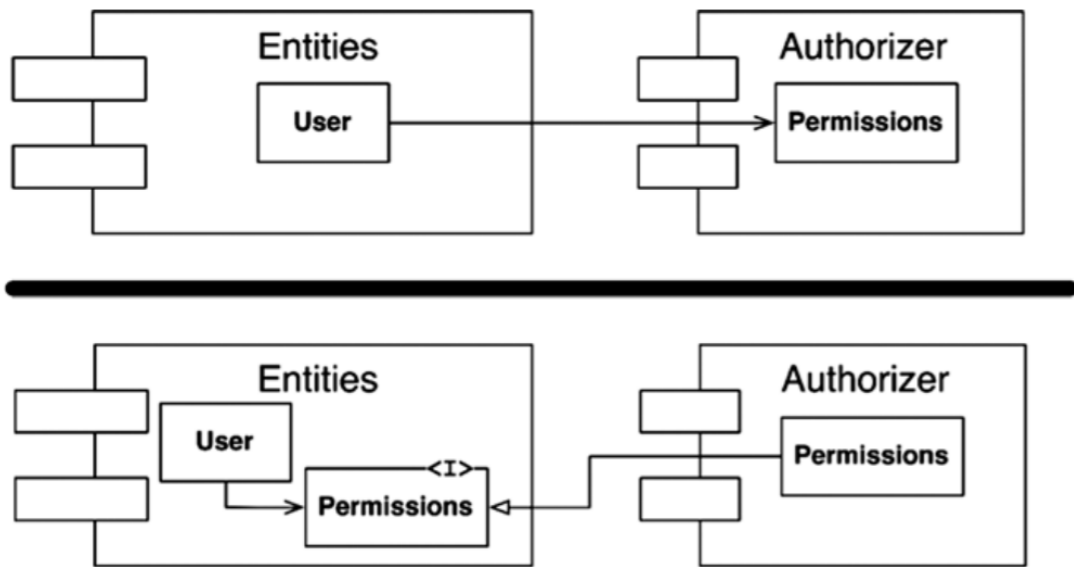 Entities
Authorizer
User
Permissions
Entities
Authorizer
User
Permissions
<I>
Permissions